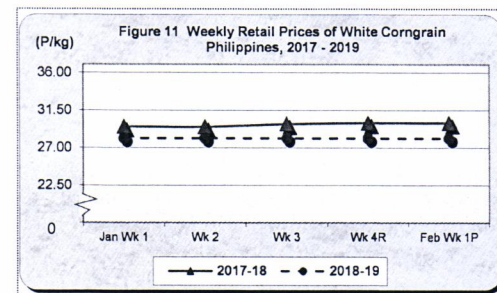 Figure 11 Weekly Retail Prices of White Corngrain
Philippines, 2017 - 2019
(P/kg)
36.00
31.50
27.00
22.50
0
Jan Wk 1 Wk 2 Wk 3 Wk 4R Feb Wk 1P
2017-18 2018-19